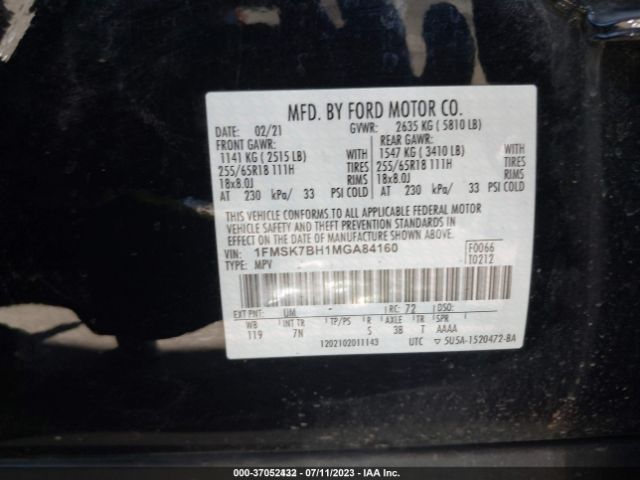 MFD. BY FORD MOTOR CO.
DATE: 02/21 GVWR: 2635 KG ( 5810 LB)
FRONT GAWR: REAR GAWR:
1141 KG ( 2515 LB) WITH 1547 KG ( 3410 LB) WITH
255/65R18 111H TIRES 255/65R18 111H TIRES
18x8.0J RIMS 18x8.0J RIMS
AT 230 kPa/ 33 PSI COLD AT 230 kPa/ 33 PSI COLD
THIS VEHICLE CONFORMS TO ALL APPLICABLE FEDERAL MOTOR
VEHICLE SAFETY AND THEFT PREVENTION STANDARDS IN
EFFECT ON THE DATE OF MANUFACTURE SHOWN ABOVE.
VIN: 1FMSK7BH1MGA84160 F0066
TYPE: MPV T0212
EXT PNT: UM RC: 72 DSO:
WB INT TR TP/PS R AXLE TR SPR
119 7N S 3B T AAAA
1202102011143 UTC ▽ 5U5A-1520472-BA
000-37052432 - 07/11/2023 - IAA Inc.